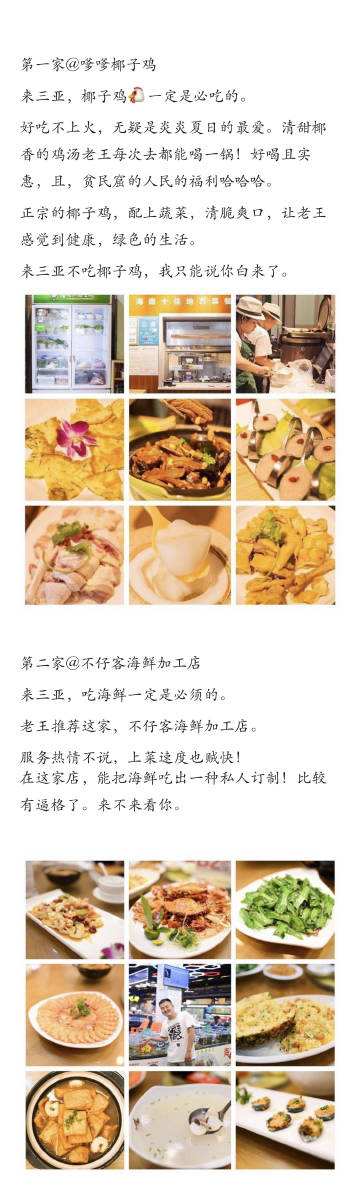 第一家@嗲嗲椰子鸡
来三亚，椰子鸡🐔一定是必吃的。
好吃不上火，无疑是炎炎夏日的最爱。清甜椰
香的鸡汤老王每次去都能喝一锅！好喝且实
惠，且，贫民窟的人民的福利哈哈哈。
正宗的椰子鸡，配上蔬菜，清脆爽口，让老王
感觉到健康，绿色的生活。
来三亚不吃椰子鸡，我只能说你白来了。
海南十佳地方菜餐
第二家@不仔客海鲜加工店
来三亚，吃海鲜一定是必须的。
老王推荐这家，不仔客海鲜加工店。
服务热情不说，上菜速度也贼快！
在这家店，能把海鲜吃出一种私人订制！比较
有逼格了。来不来看你。